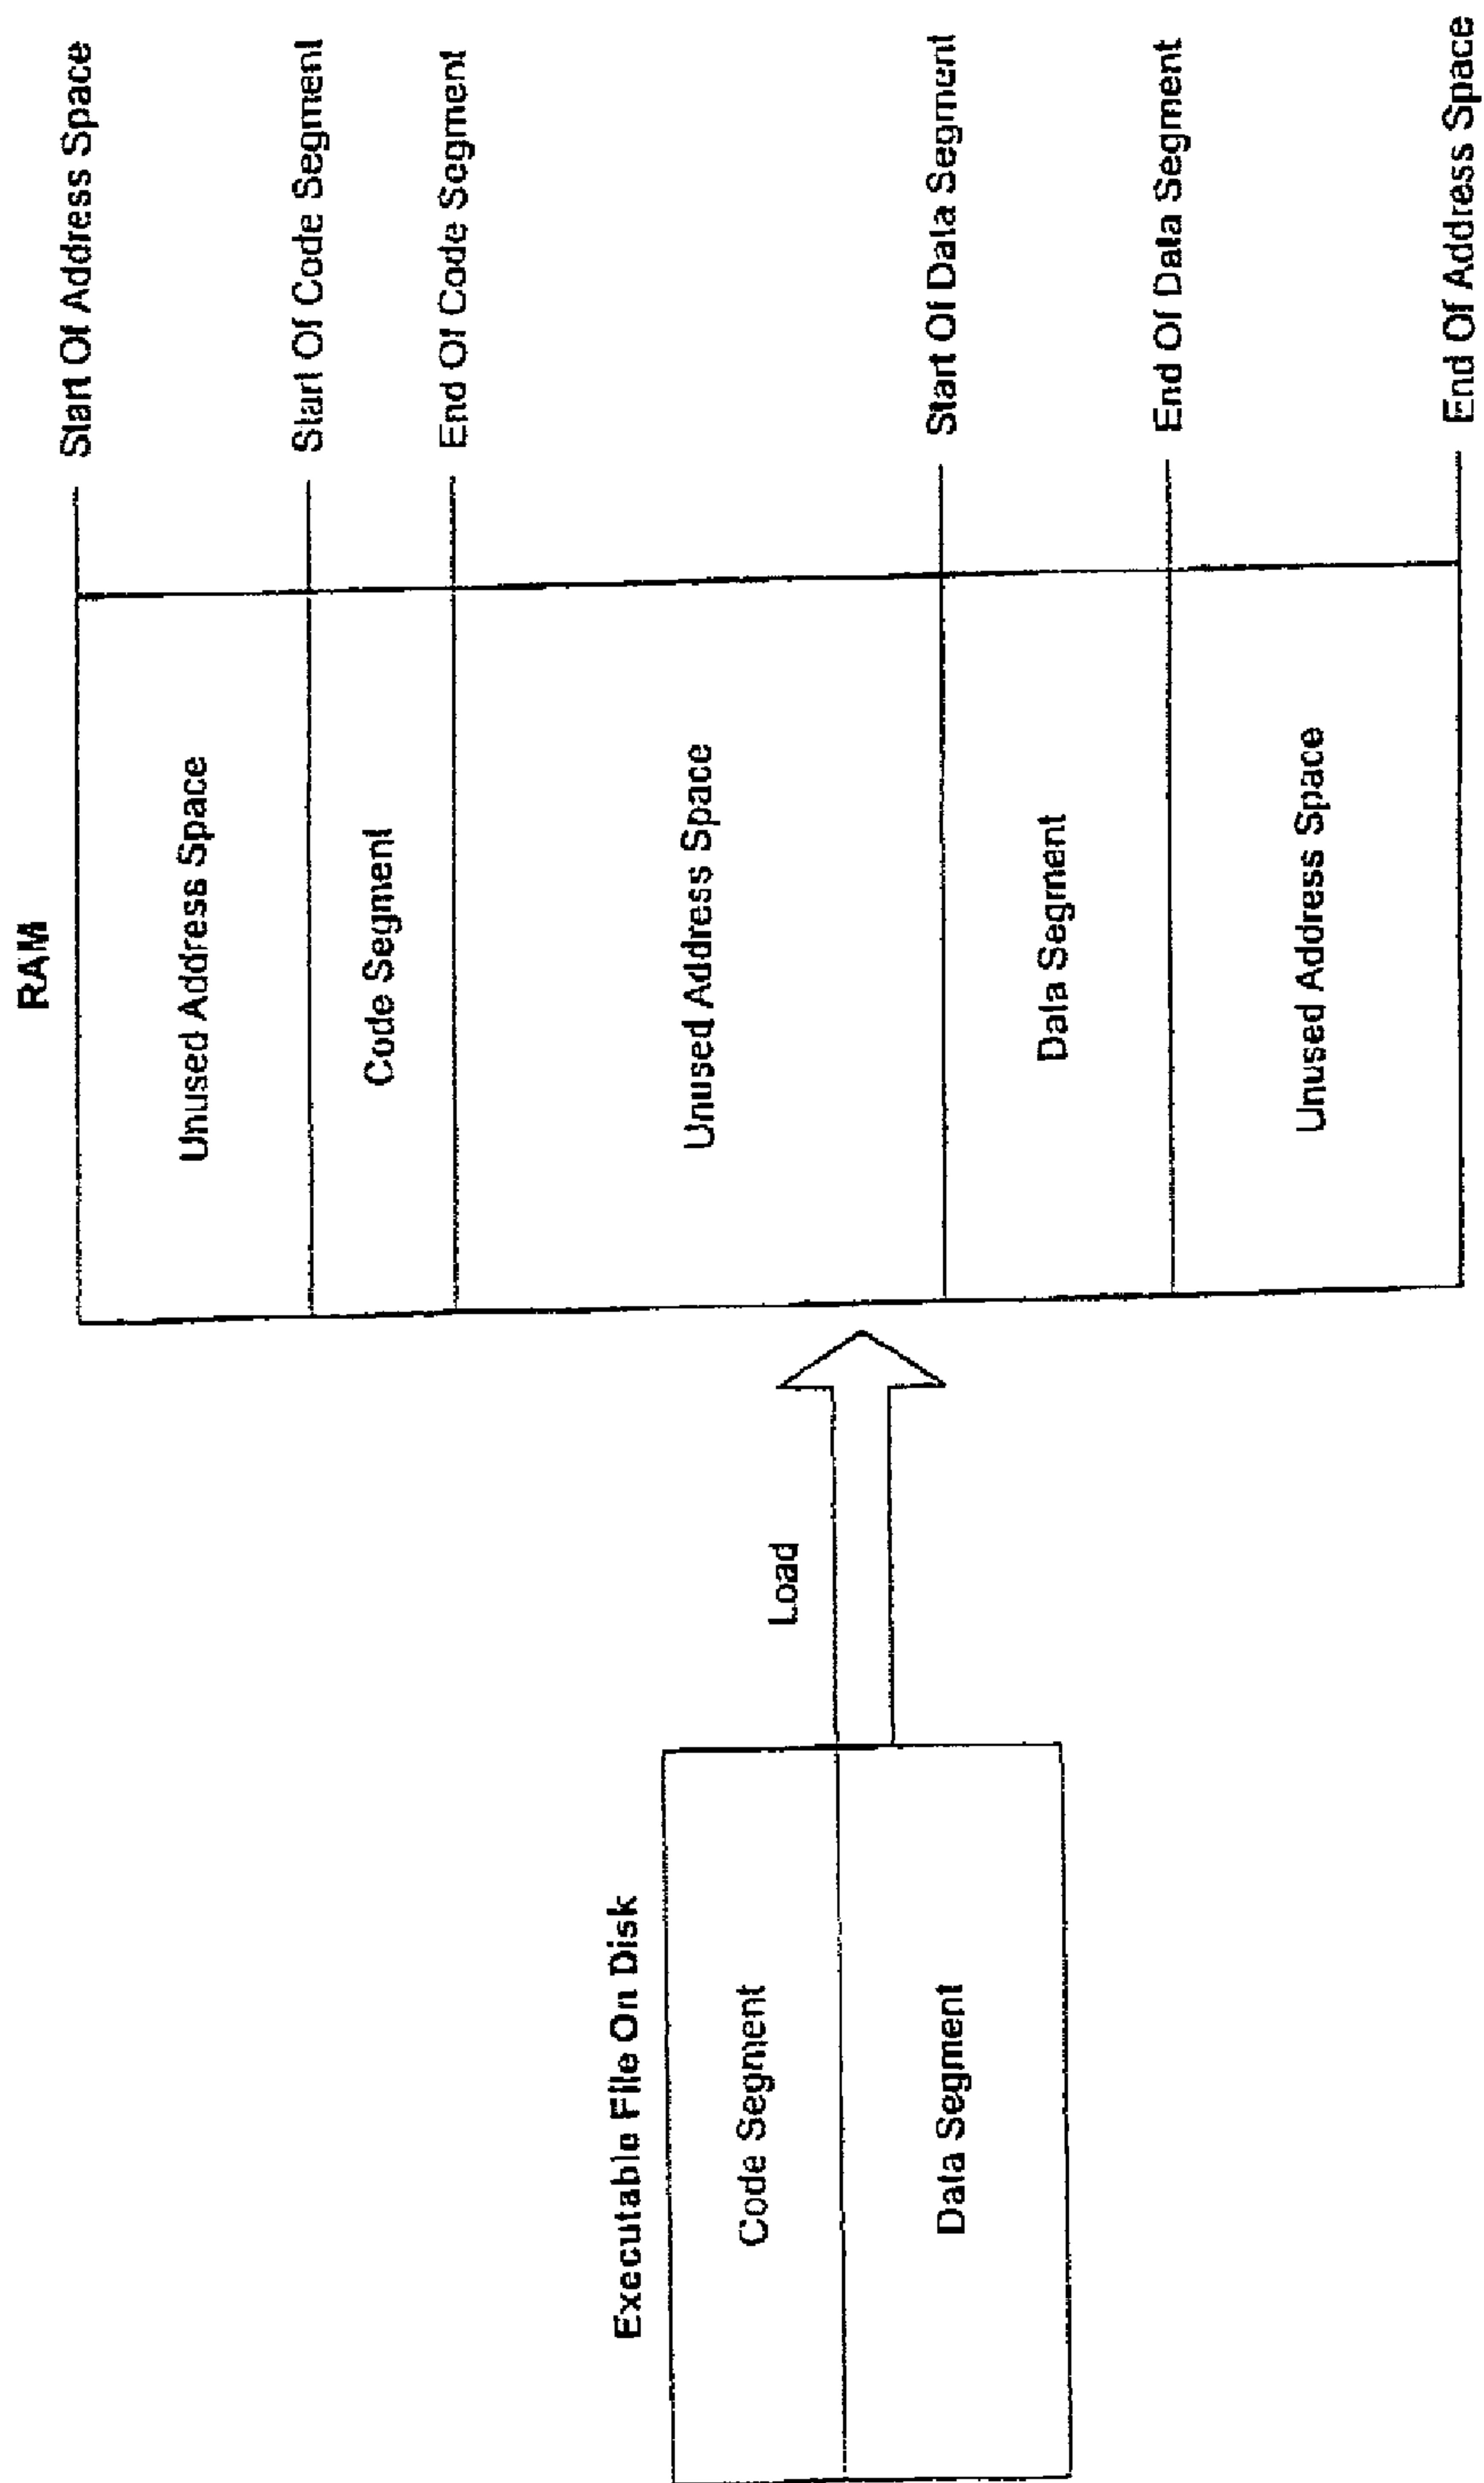 RAM
Start Of Address Space
Unused Address Space
Start Of Code Segment
Code Segment
End Of Code Segment
Unused Address Space
Executable File On Disk
Code Segment
Load
Data Segment
Start Of Data Segment
Data Segment
End Of Data Segment
Unused Address Space
End Of Address Space